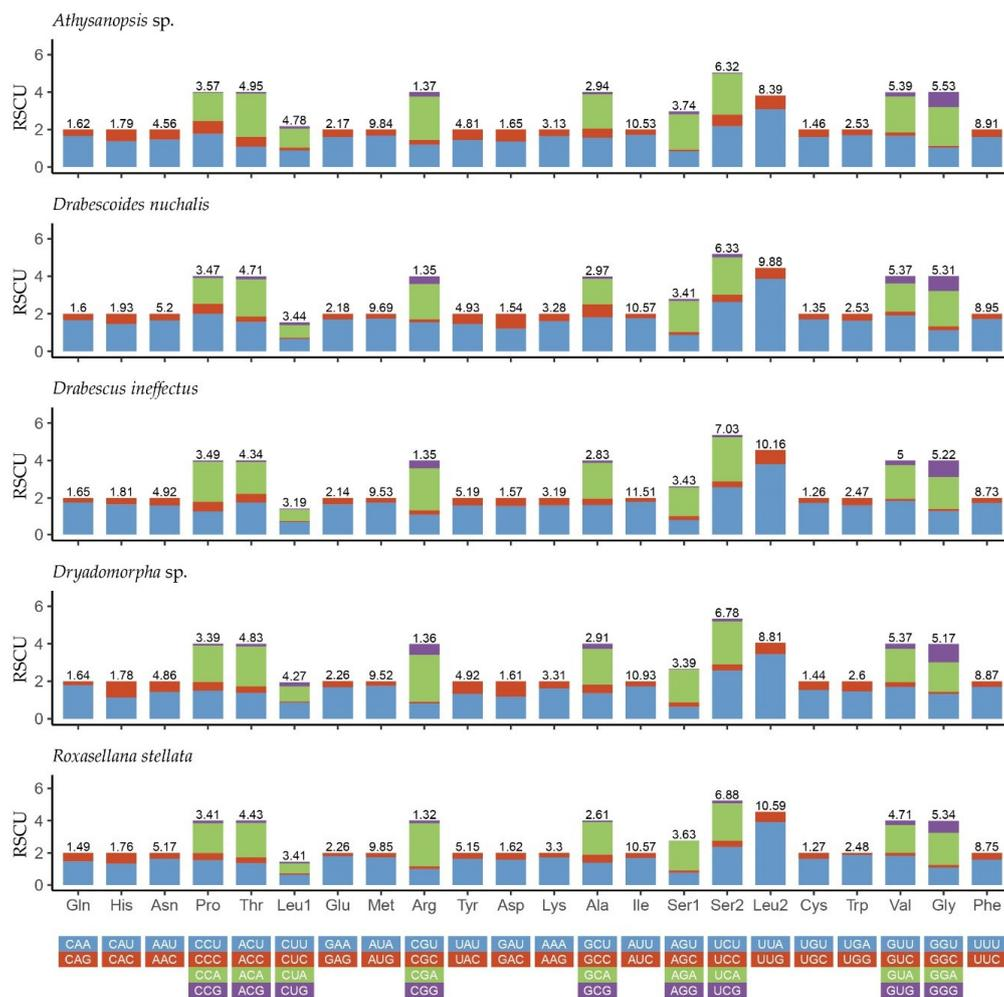 Athysanopsis sp.
6
4
2
0
RSCU
1.62 1.79 4.56 3.57 4.95 4.78 2.17 9.84 1.37 4.81 1.65 3.13 2.94 10.53 3.74 6.32 8.39 1.46 2.53 5.39 5.53 8.91
Drabescoides nuchalis
6
4
2
0
RSCU
1.6 1.93 5.2 3.47 4.71 3.44 2.18 9.69 1.35 4.93 1.54 3.28 2.97 10.57 3.41 6.33 9.88 1.35 2.53 5.37 5.31 8.95
Drabescus ineffectus
6
4
2
0
RSCU
1.65 1.81 4.92 3.49 4.34 3.19 2.14 9.53 1.35 5.19 1.57 3.19 2.83 11.51 3.43 7.03 10.16 1.26 2.47 5 5.22 8.73
Dryadomorpha sp.
6
4
2
0
RSCU
1.64 1.78 4.86 3.39 4.83 4.27 2.26 9.52 1.36 4.92 1.61 3.31 2.91 10.93 3.39 6.78 8.81 1.44 2.6 5.37 5.17 8.87
Roxasellana stellata
6
4
2
0
RSCU
1.49 1.76 5.17 3.41 4.43 3.41 2.26 9.85 1.32 5.15 1.62 3.3 2.61 10.57 3.63 6.88 10.59 1.27 2.48 4.71 5.34 8.75
Gln His Asn Pro Thr Leu1 Glu Met Arg Tyr Asp Lys Ala Ile Ser1 Ser2 Leu2 Cys Trp Val Gly Phe
CAA CAU AAU CCU ACU CUU GAA AUA CGU UAU GAU AAA GCU AUU AGU UCU UUA UGU UGA GUU GGU UUU
CAG CAC AAC CCC ACC CUC GAG AUG CGC UAC GAC AAG GCC AUC AGC UCC UUG UGC UGG GUC GGC UUC
CCA ACA CUA CGA GCA AGA UCA GUA GGA
CCG ACG CUG CGG GCG AGG UCG GUG GGG